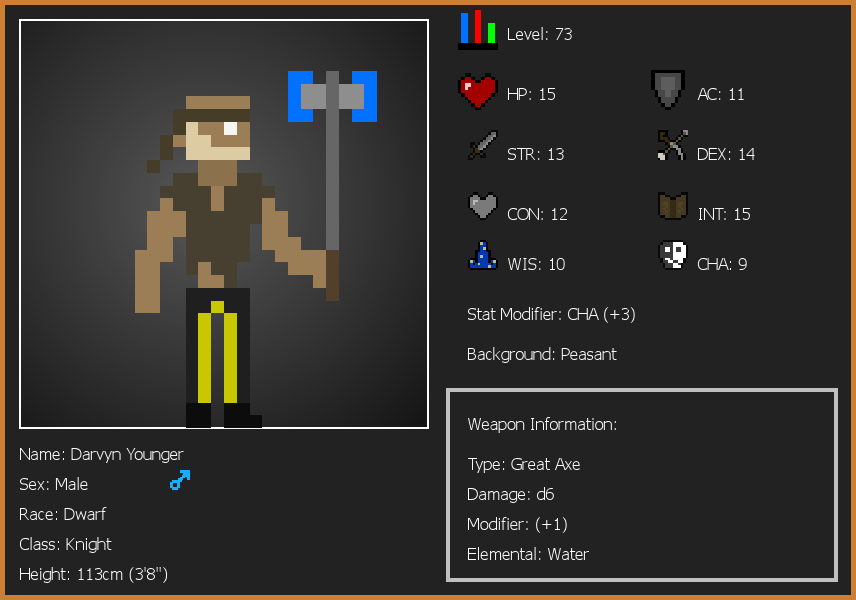 Level: 73
HP: 15
AC: 11
STR: 13
DEX: 14
CON: 12
INT: 15
WIS: 10
CHA: 9
Stat Modifier: CHA (+3)
Background: Peasant
Weapon Information:
Type: Great Axe
Damage: d6
Modifier: (+1)
Elemental: Water
Name: Darvyn Younger
Sex: Male
Race: Dwarf
Class: Knight
Height: 113cm (3'8")